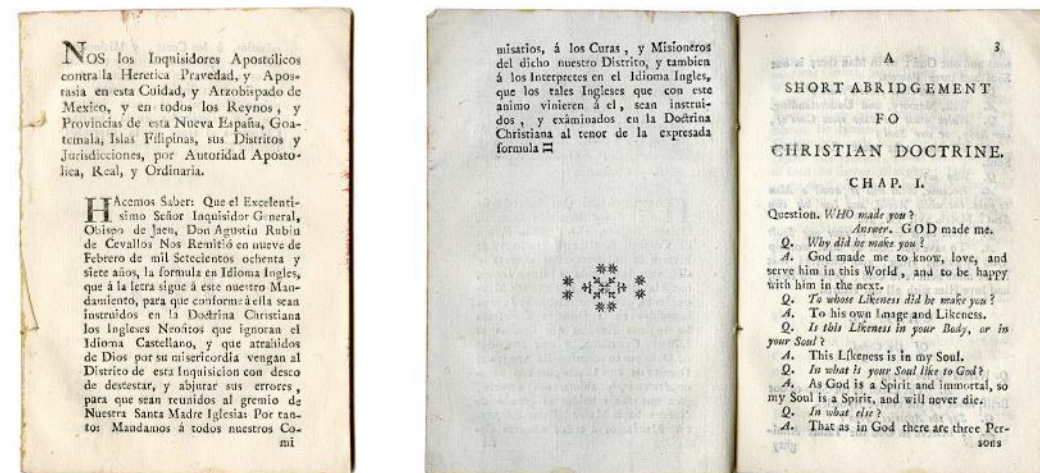 NOS los Inquisidores Apostólicos
contra la Heretica Pravedad, y Apos-
tasia en esta Cuidad, y Arzobispado de
Mexico, y en todos los Reynos, y
Provincias de esta Nueva España, Goa-
temala, Islas Filipinas, sus Distritos y
Jurisdicciones, por Autoridad Aposto-
lica, Real, y Ordinaria.
HAcemos Saber: Que el Excelenti-
simo Señor Inquisidor General,
Obispo de Jaen, Don Agustin Rubin
de Cevallos Nos Remitió en nueve de
Febrero de mil Setecientos ochenta y
siete años, la formula en Idioma Ingles,
que á la letra sigue á este nuestro Man-
damiento, para que conforme á ella sean
instruidos en la Doctrina Christiana
los Ingleses Neofitos que ignoran el
Idioma Castellano, y que atrahidos
de Dios por su misericordia vengan al
Distrito de esta Inquisicion con deseo
de destestar, y abjurar sus errores,
para que sean reunidos al gremio de
Nuestra Santa Madre Iglesia: Por tan-
to: Mandamos á todos nuestros Co-
mi
misatios, á los Curas, y Misioneros
del dicho nuestro Distrito, y tambien
á los Interpretes en el Idioma Ingles,
que los tales Ingleses que con este
animo vinieren á el, sean instrui-
dos, y exâminados en la Doctrina
Christiana al tenor de la expresada
formula
3
A
SHORT ABRIDGEMENT
FO
CHRISTIAN DOCTRINE.
CHAP. I.
Question. WHO made you?
Answer. GOD made me.
Q. Why did he make you?
A. God made me to know, love, and
serve him in this World, and to be happy
with him in the next.
Q. To whose Likeness did he make you?
A. To his own Image and Likeness.
Q. Is this Likeness in your Body, or in
your Soul?
A. This Likeness is in my Soul.
Q. In what is your Soul like to God?
A. As God is a Spirit and immortal, so
my Soul is a Spirit, and will never die.
Q. In what else?
A. That as in God there are three Per-
sons